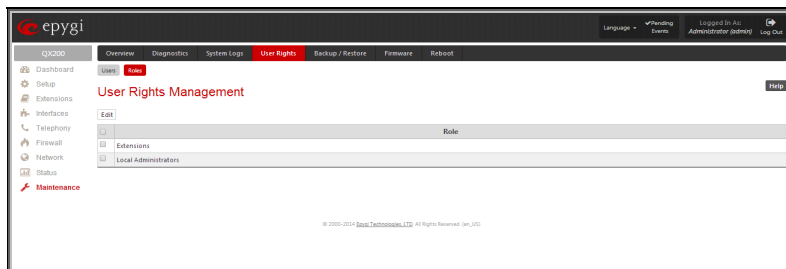 epygi
Language
✔Pending Events
Logged In As: Administrator (admin)
Log Out
QX200
Overview Diagnostics System Logs User Rights Backup / Restore Firmware Reboot
Dashboard
Setup
Extensions
Interfaces
Telephony
Firewall
Network
Status
Maintenance
Users Roles
User Rights Management
Help
Edit
Role
Extensions
Local Administrators
© 2003-2014 Epygi Technologies, LTD. All Rights Reserved. (en_US)